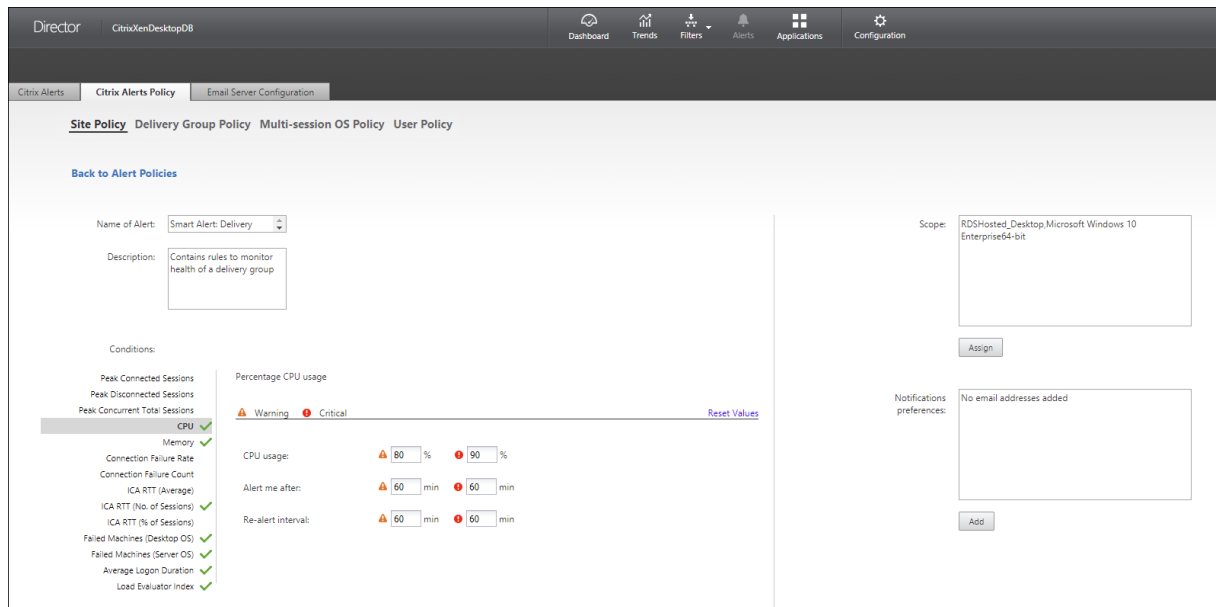 Director CitrixXenDesktopDB
Dashboard Trends Filters Alerts Applications Configuration
Citrix Alerts Citrix Alerts Policy Email Server Configuration
Site Policy Delivery Group Policy Multi-session OS Policy User Policy
Back to Alert Policies
Name of Alert: Smart Alert: Delivery
Description: Contains rules to monitor
health of a delivery group
Conditions:
Peak Connected Sessions
Peak Disconnected Sessions
Peak Concurrent Total Sessions
CPU
Memory
Connection Failure Rate
Connection Failure Count
ICA RTT (Average)
ICA RTT (No. of Sessions)
ICA RTT (% of Sessions)
Failed Machines (Desktop OS)
Failed Machines (Server OS)
Average Logon Duration
Load Evaluator Index
Percentage CPU usage
Warning Critical Reset Values
CPU usage: 80 % 90 %
Alert me after: 60 min 60 min
Re-alert interval: 60 min 60 min
Scope: RDSHosted_Desktop,Microsoft Windows 10
Enterprise64-bit
Assign
Notifications
preferences:
No email addresses added
Add